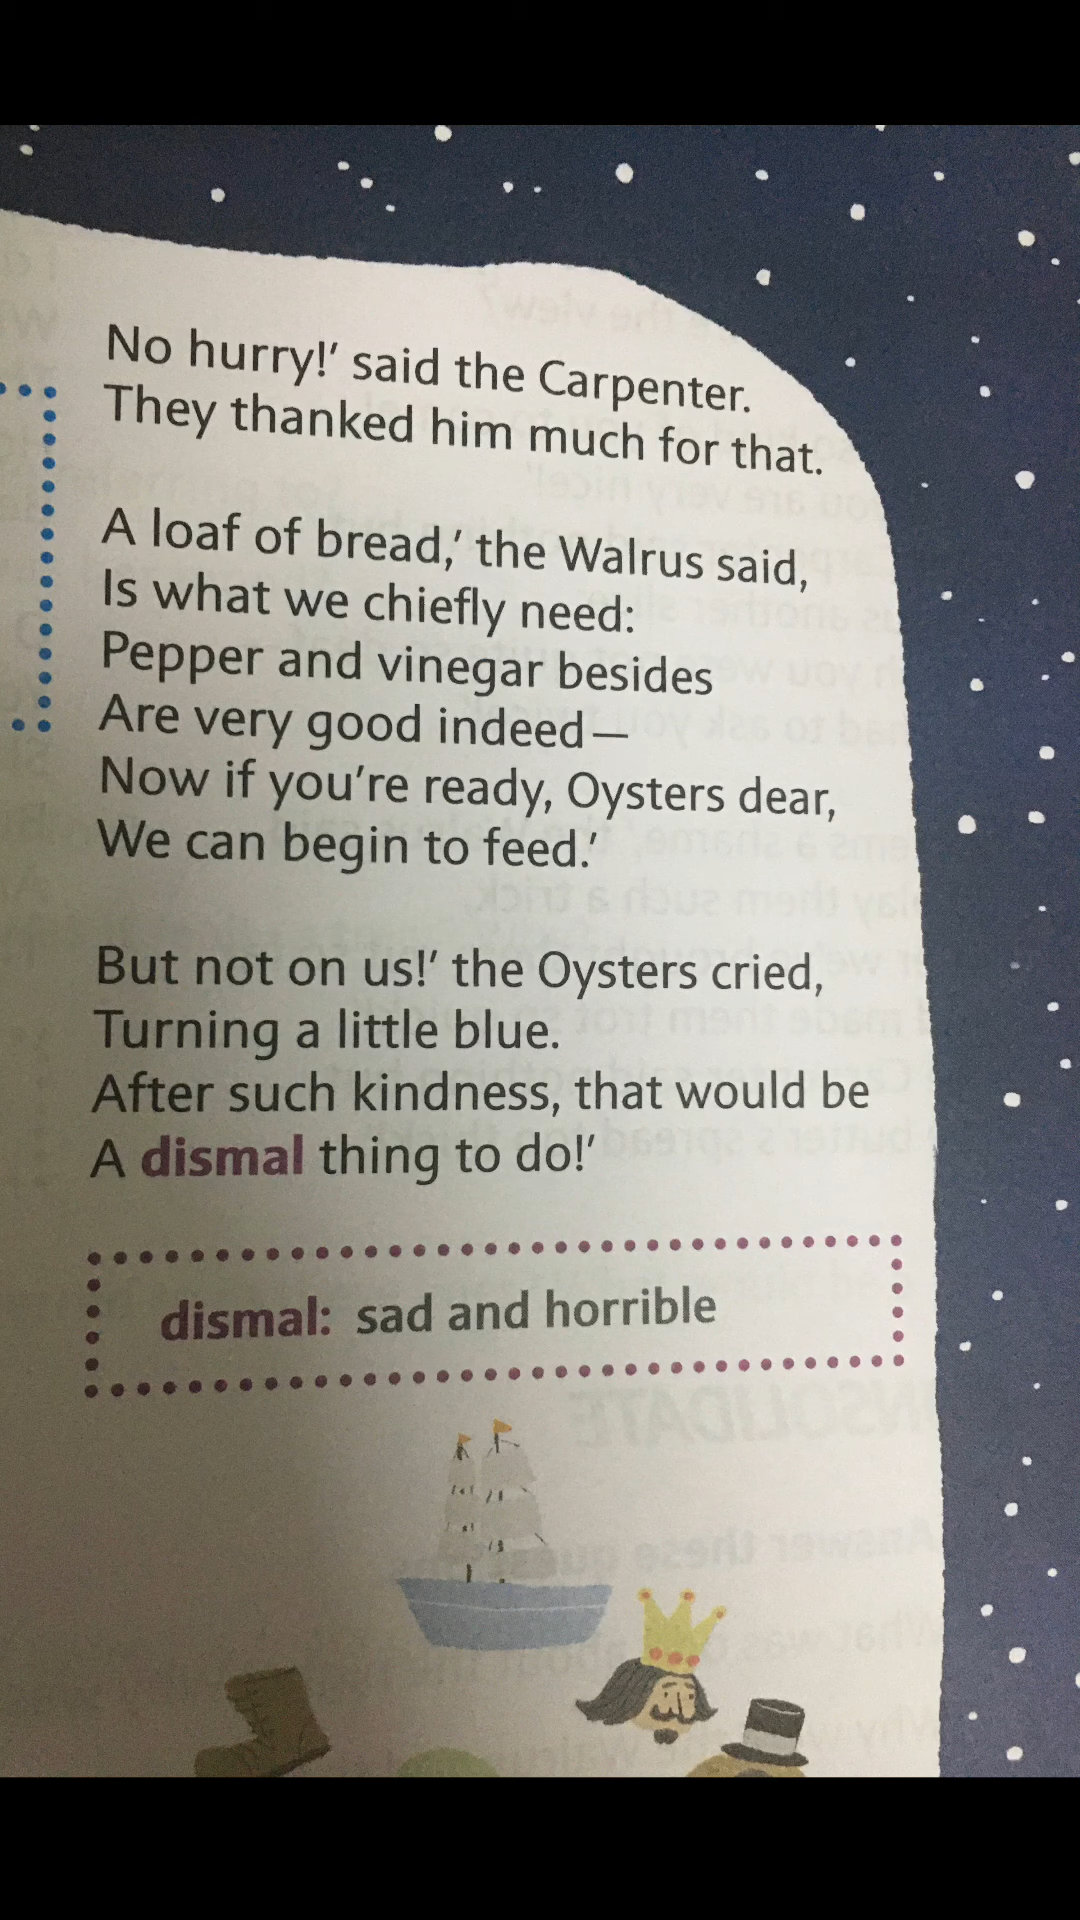 No hurry!’ said the Carpenter.
They thanked him much for that.
A loaf of bread,’ the Walrus said,
Is what we chiefly need:
Pepper and vinegar besides
Are very good indeed—
Now if you’re ready, Oysters dear,
We can begin to feed.’
But not on us!’ the Oysters cried,
Turning a little blue.
After such kindness, that would be
A dismal thing to do!’
dismal: sad and horrible